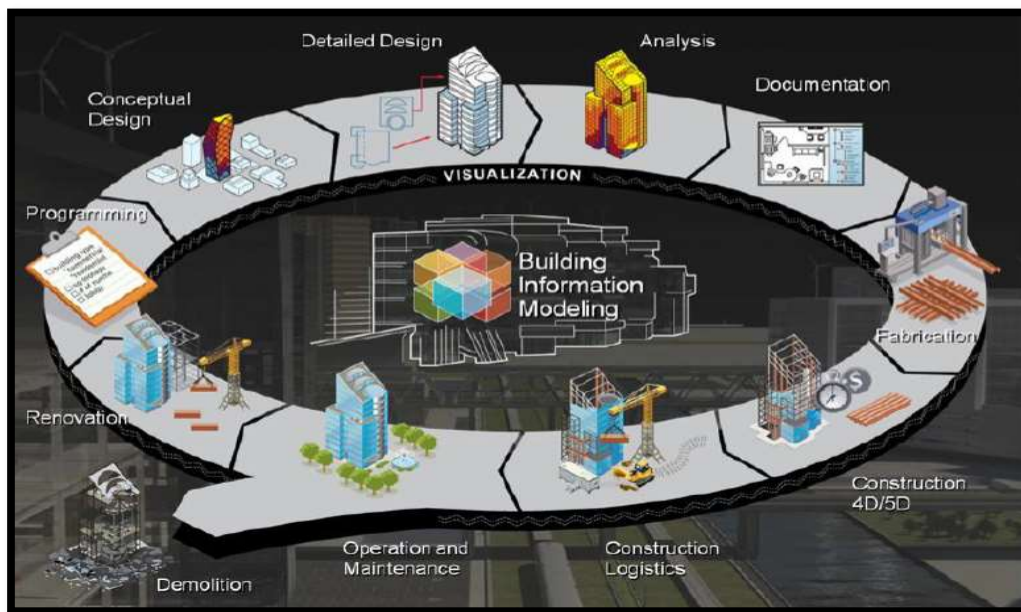 Detailed Design
Analysis
Documentation
Conceptual
Design
VISUALIZATION
Programming
Building
Information
Modeling
Fabrication
Renovation
Construction
4D/5D
Operation and
Maintenance
Construction
Logistics
Demolition
S